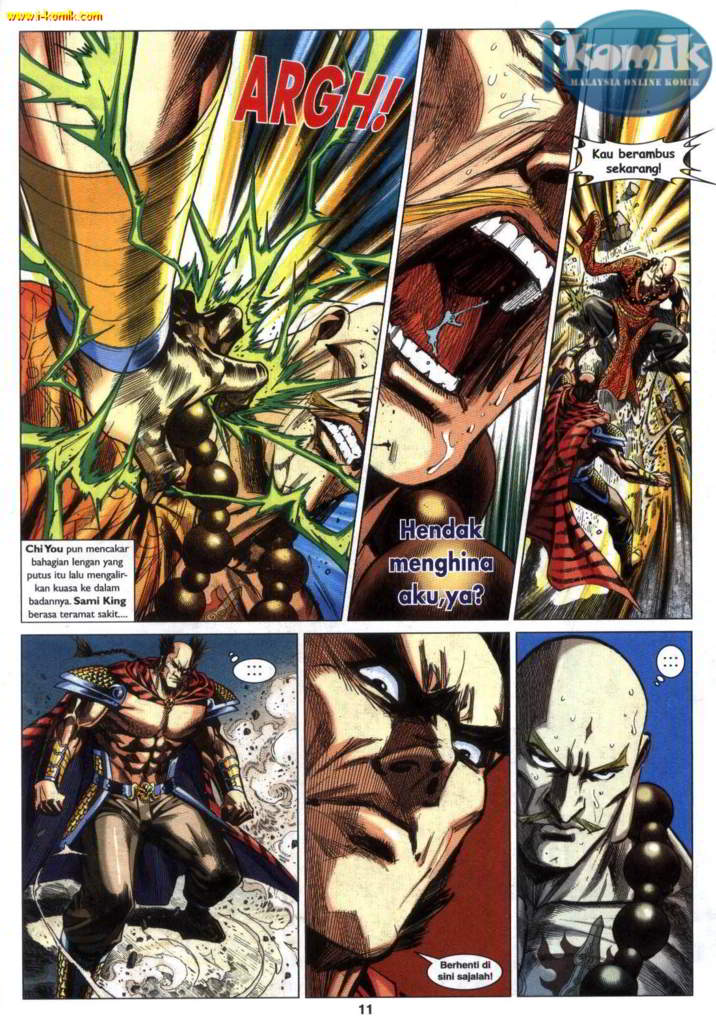 www.i-komik.com
ikomik
MALAYSIA ONLINE KOMIK
ARGH!
Kau berambus
sekarang!
Chi You pun mencakar
bahagian lengan yang
putus itu lalu mengalir-
kan kuasa ke dalam
badannya. Sami King
berasa teramat sakit....
Hendak
menghina
aku,ya?
......
......
Berhenti di
sini sajalah!
11